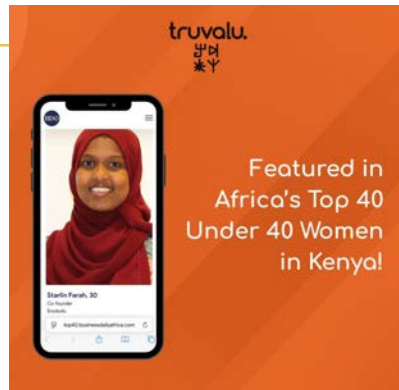 truvalu.
Featured in
Africa's Top 40
Under 40 Women
in Kenya!
Starlin Farah, 30
Co-founder
top40.businessdailyafrica.com